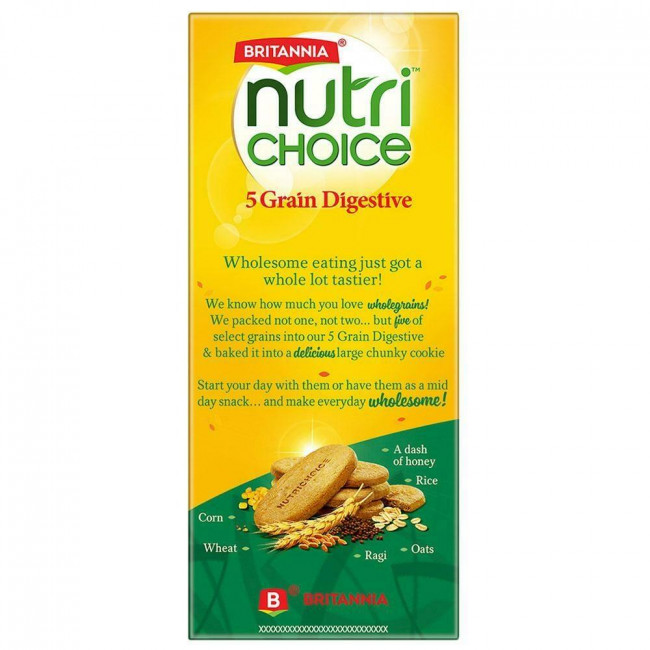 BRITANNIA®
nutri™
CHOICE
5 Grain Digestive
Wholesome eating just got a
whole lot tastier!
We know how much you love wholegrains!
We packed not one, not two... but five of
select grains into our 5 Grain Digestive
& baked it into a delicious large chunky cookie
Start your day with them or have them as a mid
day snack... and make everyday wholesome!
A dash
of honey
Rice
NUTRICHOICE
Corn
Wheat
Ragi
Oats
B BRITANNIA
XXXXXXXXXXXXXXXXXXXXXXXXXXXX